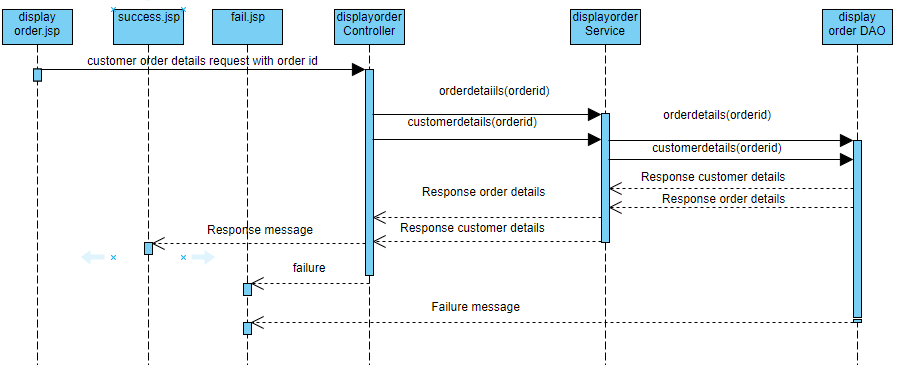 display
order.jsp
success.jsp
fail.jsp
displayorder
Controller
displayorder
Service
display
order DAO
customer order details request with order id
orderdetaiils(orderid)
orderdetails(orderid)
customerdetails(orderid)
customerdetails(orderid)
Response customer details
Response order details
Response order details
Response customer details
Response message
failure
Failure message